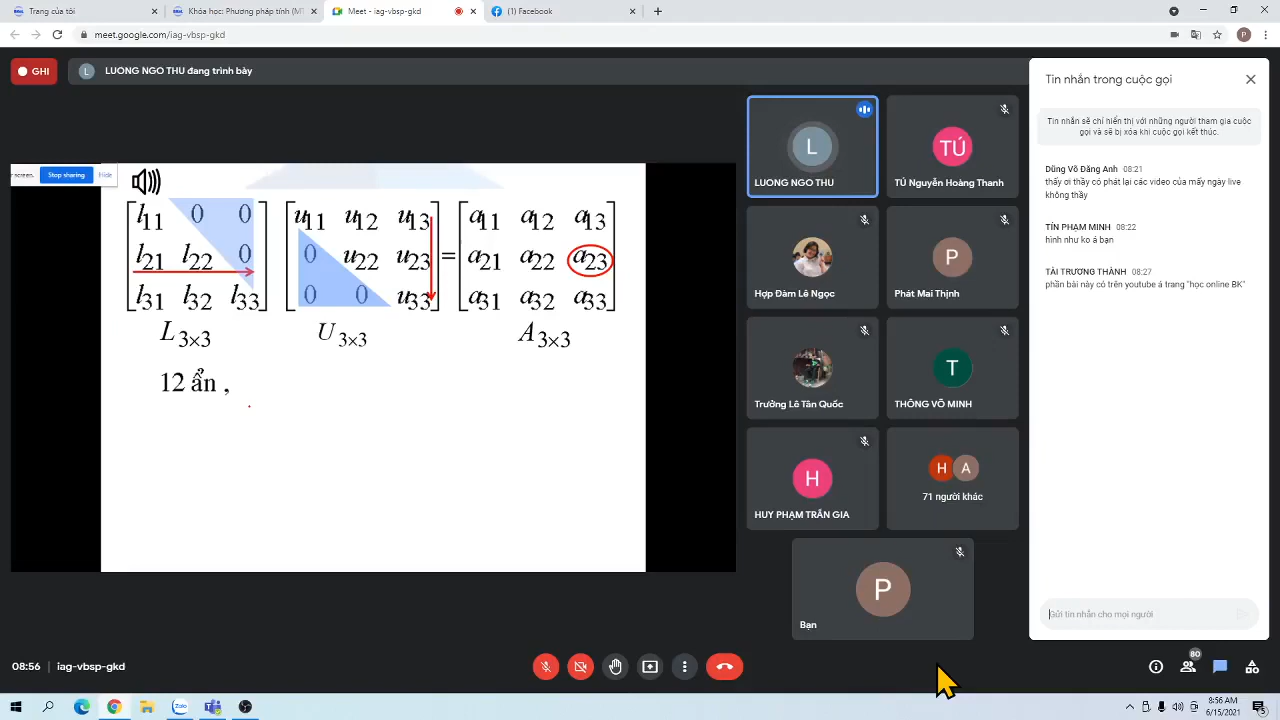 Trang của tôi
Khóa học: Phương pháp tính (MT
Meet - iag-vbsp-gkd
(1) Facebook
meet.google.com/iag-vbsp-gkd
P
GHI
L
LUONG NGO THU đang trình bày
screen.
Stop sharing
Hide
l11 0 0
l21 l22 0
l31 l32 l33
u11 u12 u13
0 u22 u23
0 0 u33
=
a11 a12 a13
a21 a22 a23
a31 a32 a33
L 3×3
U 3×3
A 3×3
12 ẩn ,
L
LUONG NGO THU
TÚ
TÚ Nguyễn Hoàng Thanh
Hợp Đàm Lê Ngọc
P
Phát Mai Thịnh
Trường Lê Tân Quốc
T
THÔNG VÕ MINH
H
HUY PHẠM TRẦN GIA
H A
71 người khác
P
Bạn
Tin nhắn trong cuộc gọi
Tin nhắn sẽ chỉ hiển thị với những người tham gia cuộc
gọi và sẽ bị xóa khi cuộc gọi kết thúc.
Dũng Võ Đăng Anh 08:21
thầy ơi thầy có phát lại các video của mấy ngày live
không thầy
TÍN PHẠM MINH 08:22
hình như ko á bạn
TÀI TRƯƠNG THÀNH 08:27
phần bài này có trên youtube á trang "học online BK"
Gửi tin nhắn cho mọi người
08:56 iag-vbsp-gkd
80
8:56 AM
6/15/2021